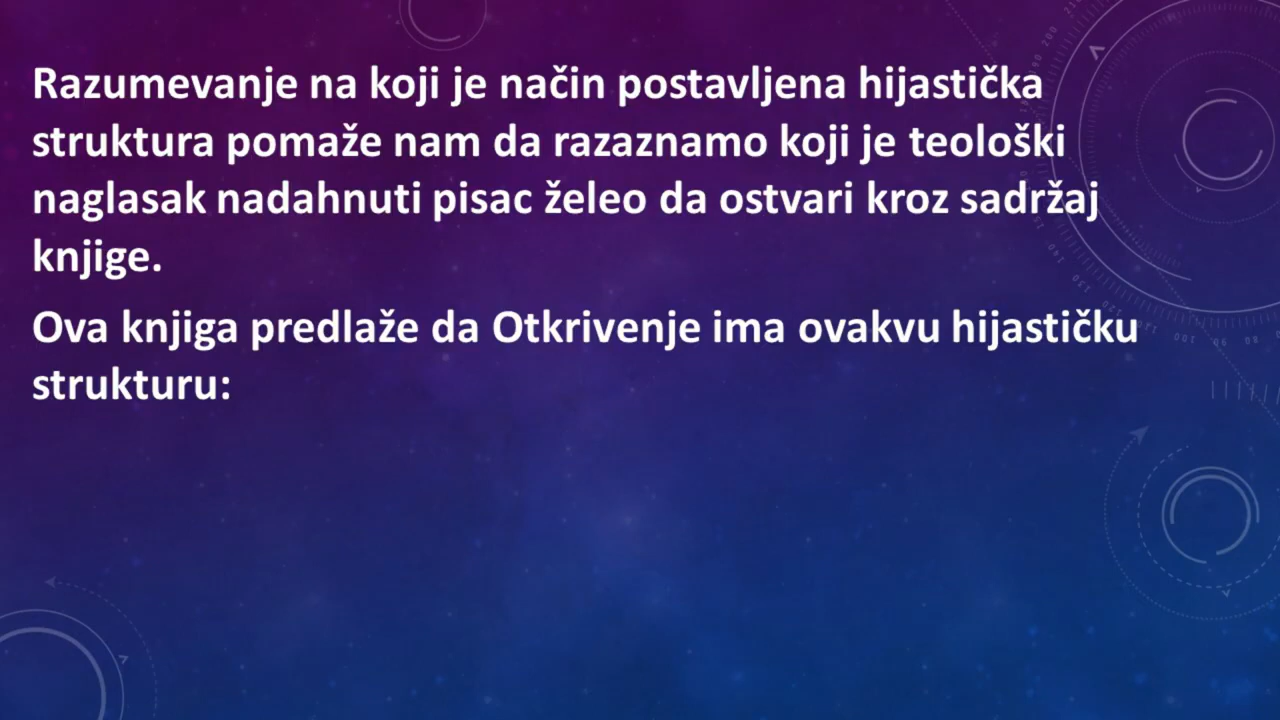 Razumevanje na koji je način postavljena hijastička
struktura pomaže nam da razaznamo koji je teološki
naglasak nadahnuti pisac želeo da ostvari kroz sadržaj
knjige.
Ova knjiga predlaže da Otkrivenje ima ovakvu hijastičku
strukturu: